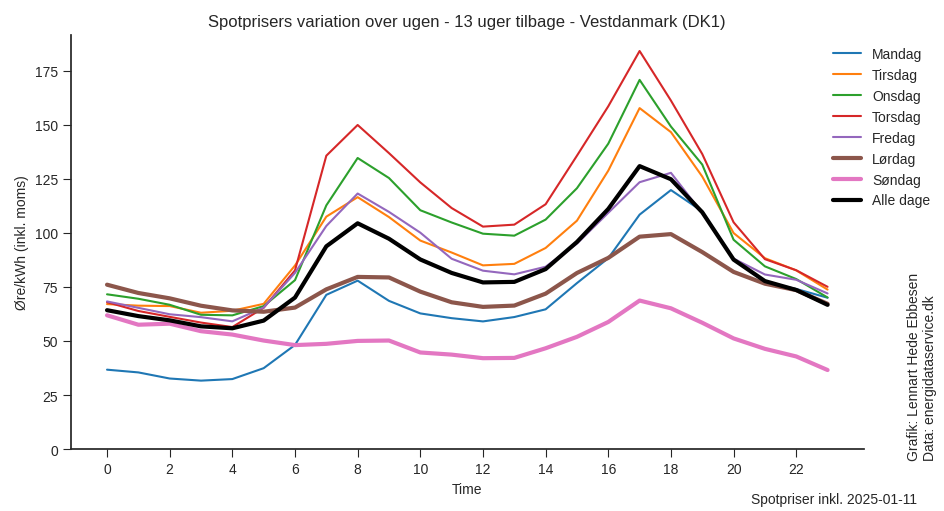 Spotprisers variation over ugen - 13 uger tilbage - Vestdanmark (DK1)
Øre/kWh (inkl. moms)
175
150
125
100
75
50
25
0
0 2 4 6 8 10 12 14 16 18 20 22
Time
Mandag
Tirsdag
Onsdag
Torsdag
Fredag
Lørdag
Søndag
Alle dage
Grafik: Lennart Hede Ebbesen
Data: energidataservice.dk
Spotpriser inkl. 2025-01-11